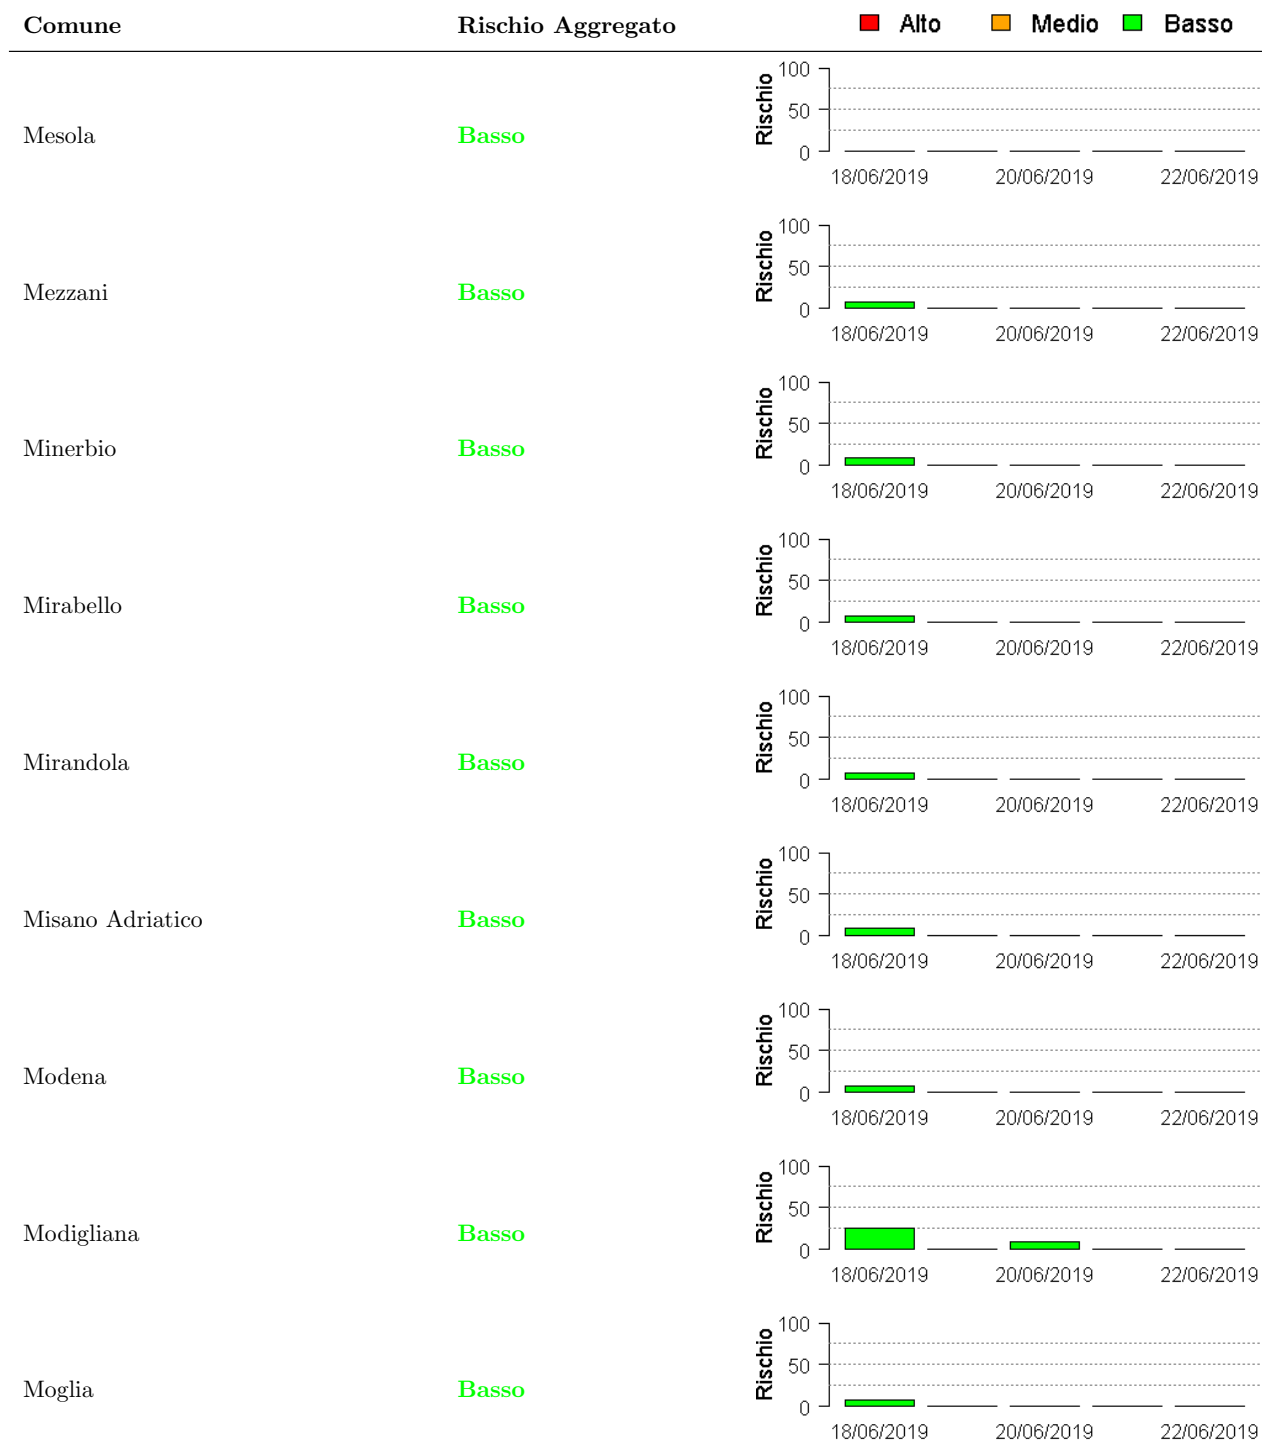 Comune Rischio Aggregato Alto Medio Basso
Mesola Basso Rischio 100 50 0
18/06/2019 20/06/2019 22/06/2019
Mezzani Basso Rischio 100 50 0
18/06/2019 20/06/2019 22/06/2019
Minerbio Basso Rischio 100 50 0
18/06/2019 20/06/2019 22/06/2019
Mirabello Basso Rischio 100 50 0
18/06/2019 20/06/2019 22/06/2019
Mirandola Basso Rischio 100 50 0
18/06/2019 20/06/2019 22/06/2019
Misano Adriatico Basso Rischio 100 50 0
18/06/2019 20/06/2019 22/06/2019
Modena Basso Rischio 100 50 0
18/06/2019 20/06/2019 22/06/2019
Modigliana Basso Rischio 100 50 0
18/06/2019 20/06/2019 22/06/2019
Moglia Basso Rischio 100 50 0
18/06/2019 20/06/2019 22/06/2019